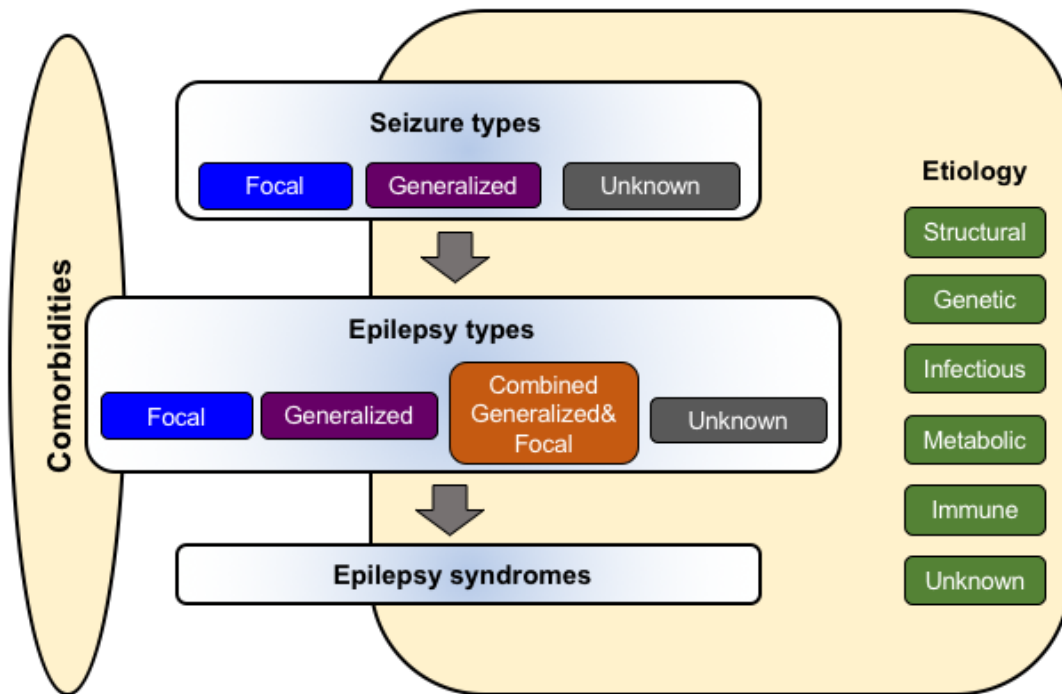 Comorbidities
Seizure types
Focal
Generalized
Unknown
Epilepsy types
Focal
Generalized
Combined
Generalized&
Focal
Unknown
Epilepsy syndromes
Etiology
Structural
Genetic
Infectious
Metabolic
Immune
Unknown